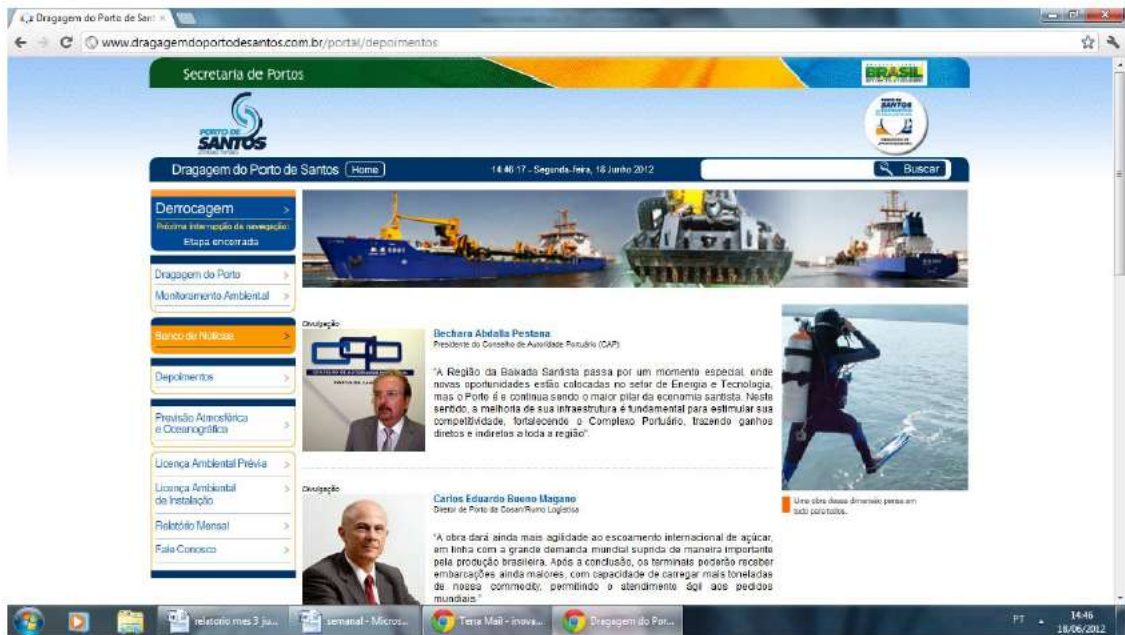 Dragagem do Porto de Sant
www.dragagemdoportodesantos.com.br/portal/depoimentos
Secretaria de Portos
BRASIL
PORTO DE
SANTOS
PORTO DE
SANTOS
Dragagem do Porto de Santos Home
14:46:17 - Segunda-feira, 18 Junho 2012
Buscar
Derrocagem
Próxima interrupção da navegação:
Etapa encerrada
Dragagem do Porto
Monitoramento Ambiental
Banco de Notícias
Depoimentos
Previsão Atmosférica
e Oceanográfica
Licença Ambiental Prévia
Licença Ambiental
de Instalação
Relatório Mensal
Fale Conosco
Divulgação
Bechara Abdalla Pestana
Presidente do Conselho de Autoridade Portuária (CAP)
"A Região da Baixada Santista passa por um momento especial, onde
novas oportunidades estão colocadas no setor de Energia e Tecnologia,
mas o Porto é e continua sendo o maior pilar da economia santista. Neste
sentido, a melhoria de sua infraestrutura é fundamental para estimular sua
competitividade, fortalecendo o Complexo Portuário, trazendo ganhos
diretos e indiretos a toda a região".
Divulgação
Carlos Eduardo Bueno Magano
Diretor de Porto da Cosan/Rumo Logística
"A obra dará ainda mais agilidade ao escoamento internacional de açúcar,
em linha com a grande demanda mundial suprida de maneira importante
pela produção brasileira. Após a conclusão, os terminais poderão receber
embarcações ainda maiores, com capacidade de carregar mais toneladas
de nossa commodity, permitindo o atendimento ágil aos pedidos
mundiais."
Uma obra dessa dimensão pensa em
tudo para todos.
relatorio mes 3 ju...
semanal - Micros...
Terra Mail - inova...
Dragagem do Por...
PT
14:46
18/06/2012